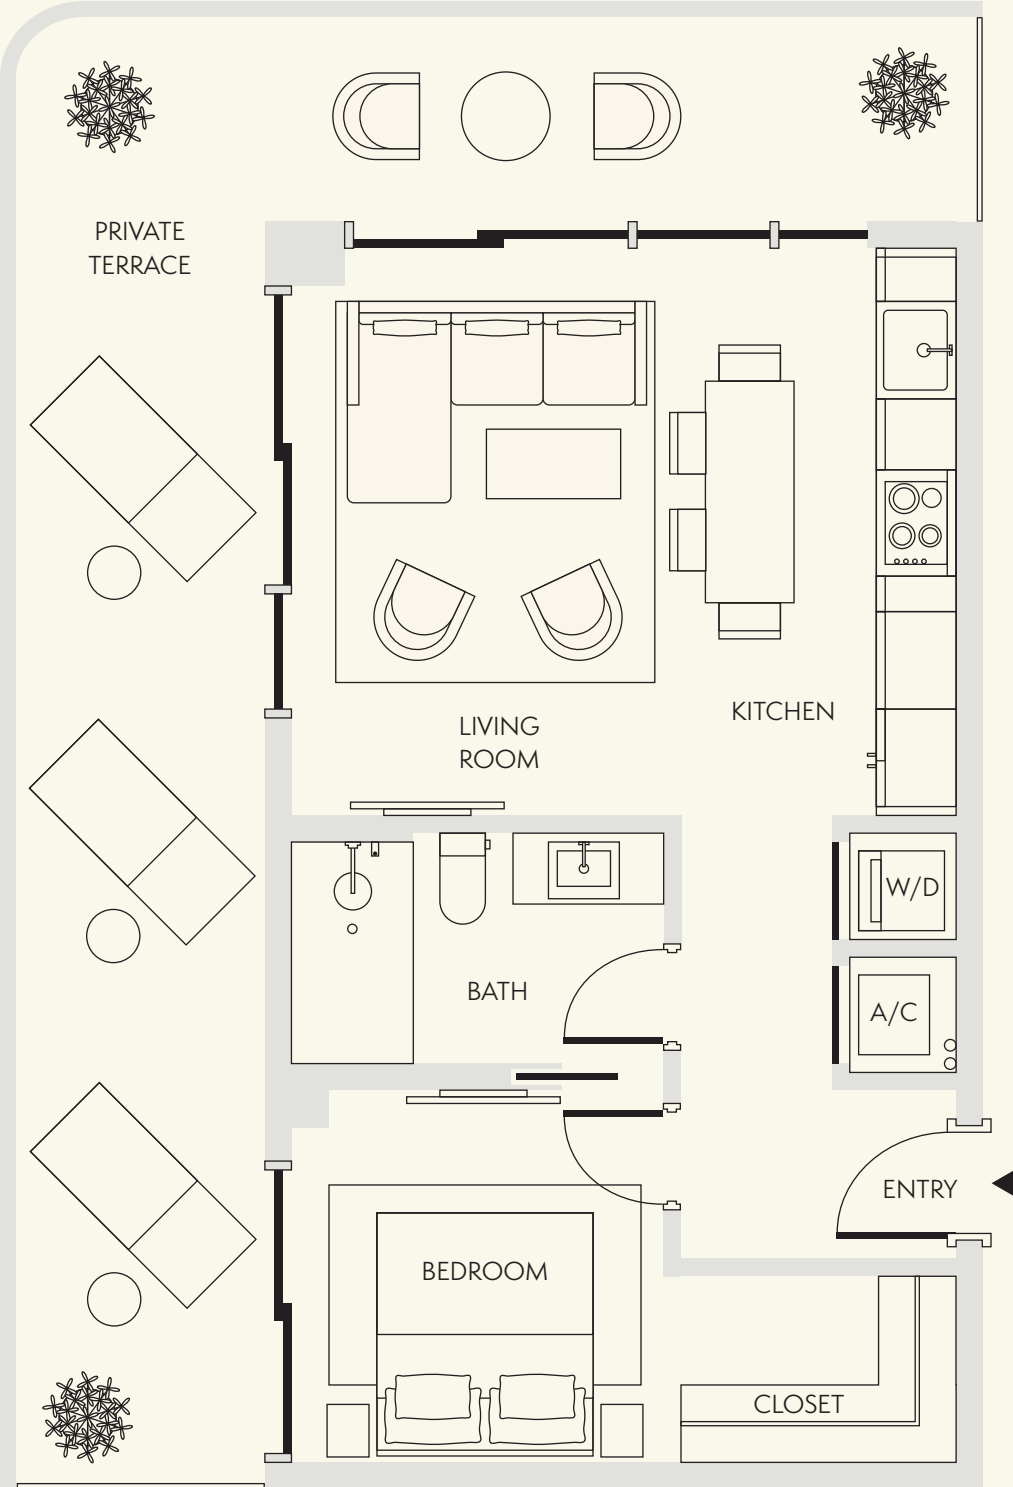 PRIVATE
TERRACE
LIVING
ROOM
KITCHEN
W/D
BATH
A/C
ENTRY
BEDROOM
CLOSET